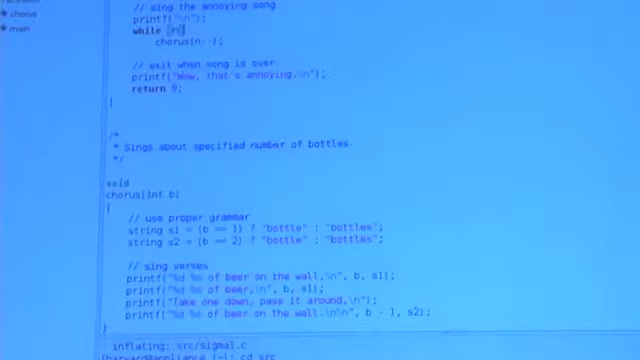 chorus
main
// sing the annoying song
printf("\n");
while (n)
chorus(n--);
// exit when song is over
printf("Wow, that's annoying.\n");
return 0;
}
/*
* Sings about specified number of bottles.
*/
void
chorus(int b)
{
// use proper grammar
string s1 = (b == 1) ? "bottle" : "bottles";
string s2 = (b == 2) ? "bottle" : "bottles";
// sing verses
printf("%d %s of beer on the wall,\n", b, s1);
printf("%d %s of beer,\n", b, s1);
printf("Take one down, pass it around,\n");
printf("%d %s of beer on the wall.\n\n", b - 1, s2);
}
inflating: src/sigma1.c
(harvard@appliance (~): cd src